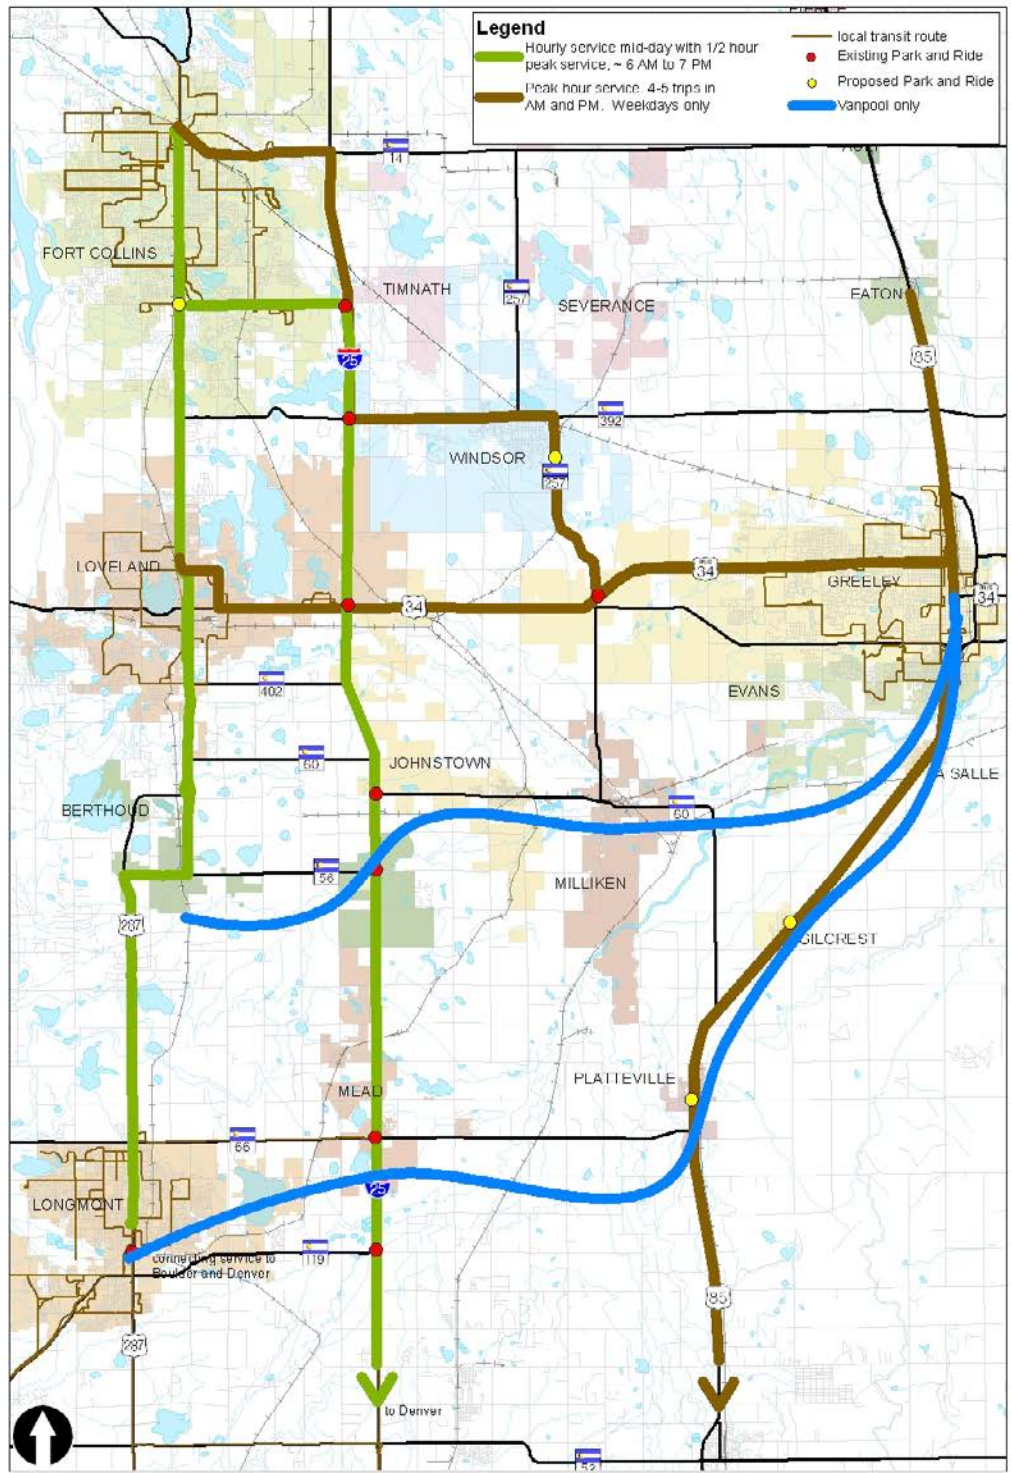 Legend
Hourly service mid-day with 1/2 hour
peak service, ~ 6 AM to 7 PM
Peak hour service. 4-5 trips in
AM and PM. Weekdays only
local transit route
Existing Park and Ride
Proposed Park and Ride
Vanpool only
14
FORT COLLINS
TIMNATH
257
SEVERANCE
EATON
25
85
392
WINDSOR
257
LOVELAND
34
GREELEY
34
34
402
EVANS
60
JOHNSTOWN
A SALLE
BERTHOUD
60
56
MILLIKEN
287
GILCREST
PLATTEVILLE
MEAD
66
25
LONGMONT
connecting service to
Boulder and Denver
119
85
287
to Denver
52